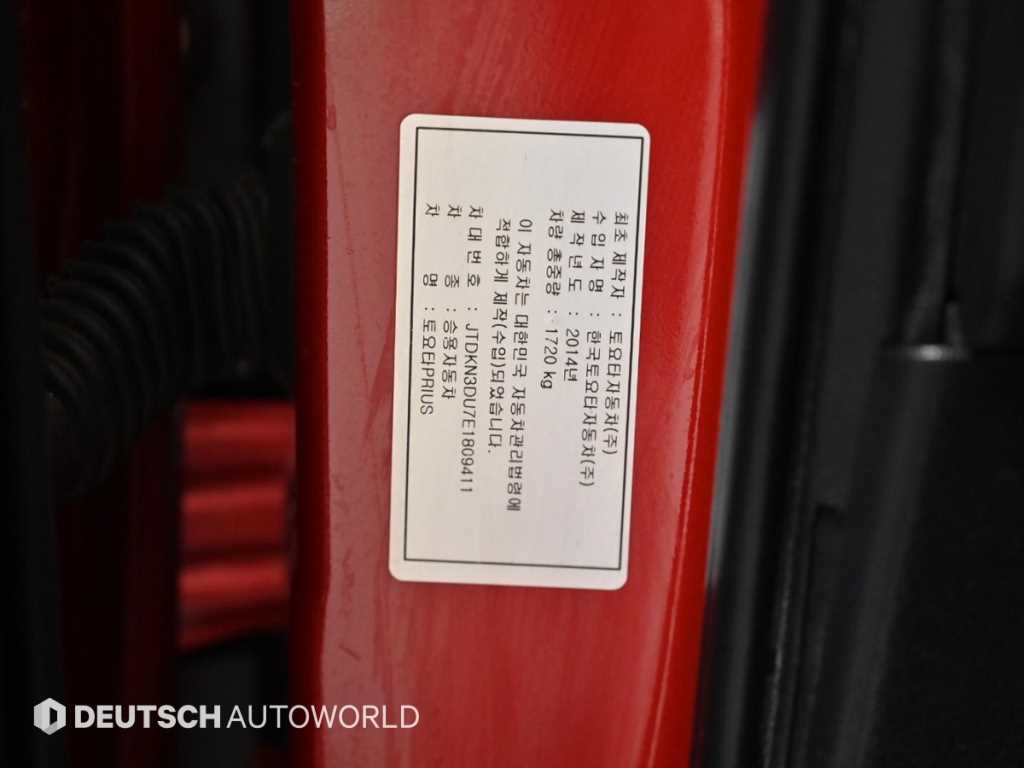 최초 제작자 : 토요타자동차(주)
수입자명 : 한국토요타자동차(주)
제작년도 : 2014년
차량 총중량 : 1720 kg
이 자동차는 대한민국 자동차관리법령에
적합하게 제작(수입)되었습니다.
차대번호 : JTDKN3DU7E1809411
차 종 : 승용자동차
차 명 : 토요타PRIUS
DEUTSCH AUTOWORLD